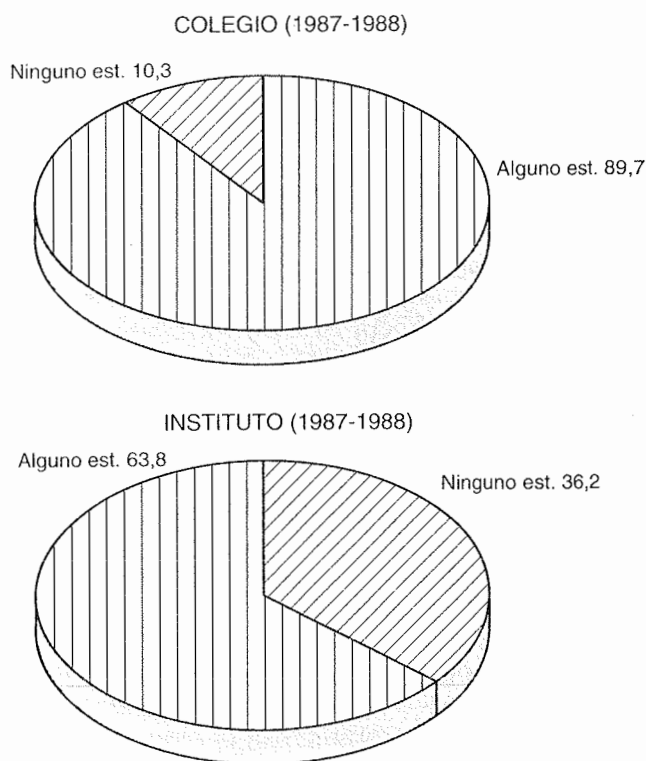 COLEGIO (1987-1988)
Ninguno est. 10,3
Alguno est. 89,7
INSTITUTO (1987-1988)
Alguno est. 63,8
Ninguno est. 36,2